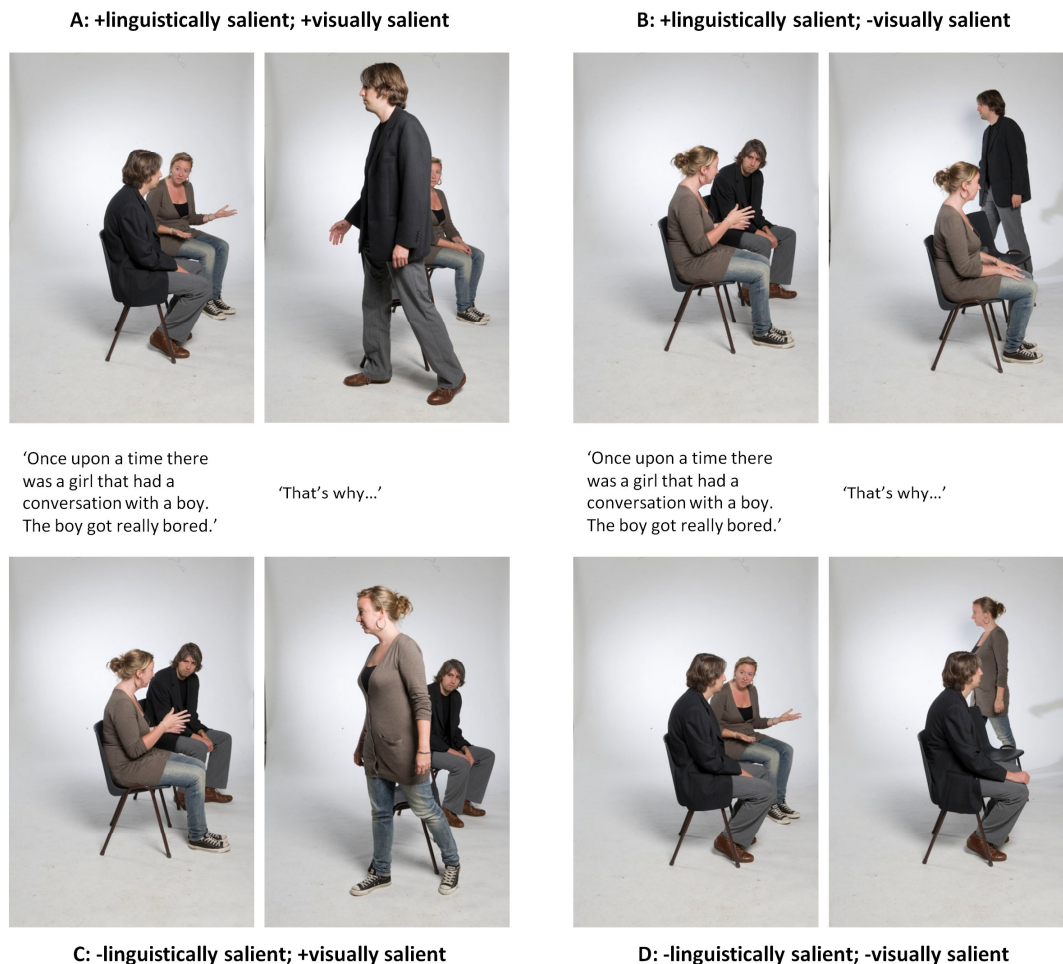 A: +linguistically salient; +visually salient
B: +linguistically salient; -visually salient
‘Once upon a time there
was a girl that had a
conversation with a boy.
The boy got really bored.’
‘That’s why...’
‘Once upon a time there
was a girl that had a
conversation with a boy.
The boy got really bored.’
‘That’s why...’
C: -linguistically salient; +visually salient
D: -linguistically salient; -visually salient